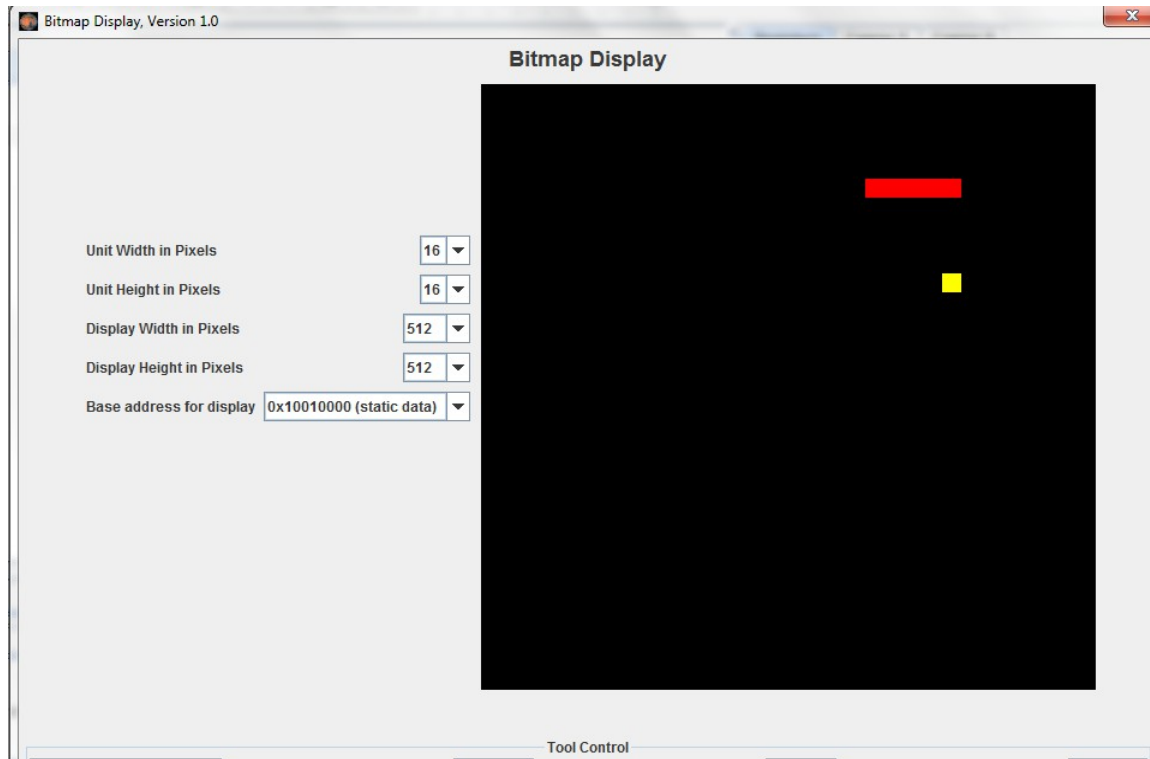 Bitmap Display, Version 1.0
Bitmap Display
Unit Width in Pixels 16
Unit Height in Pixels 16
Display Width in Pixels 512
Display Height in Pixels 512
Base address for display 0x10010000 (static data)
Tool Control